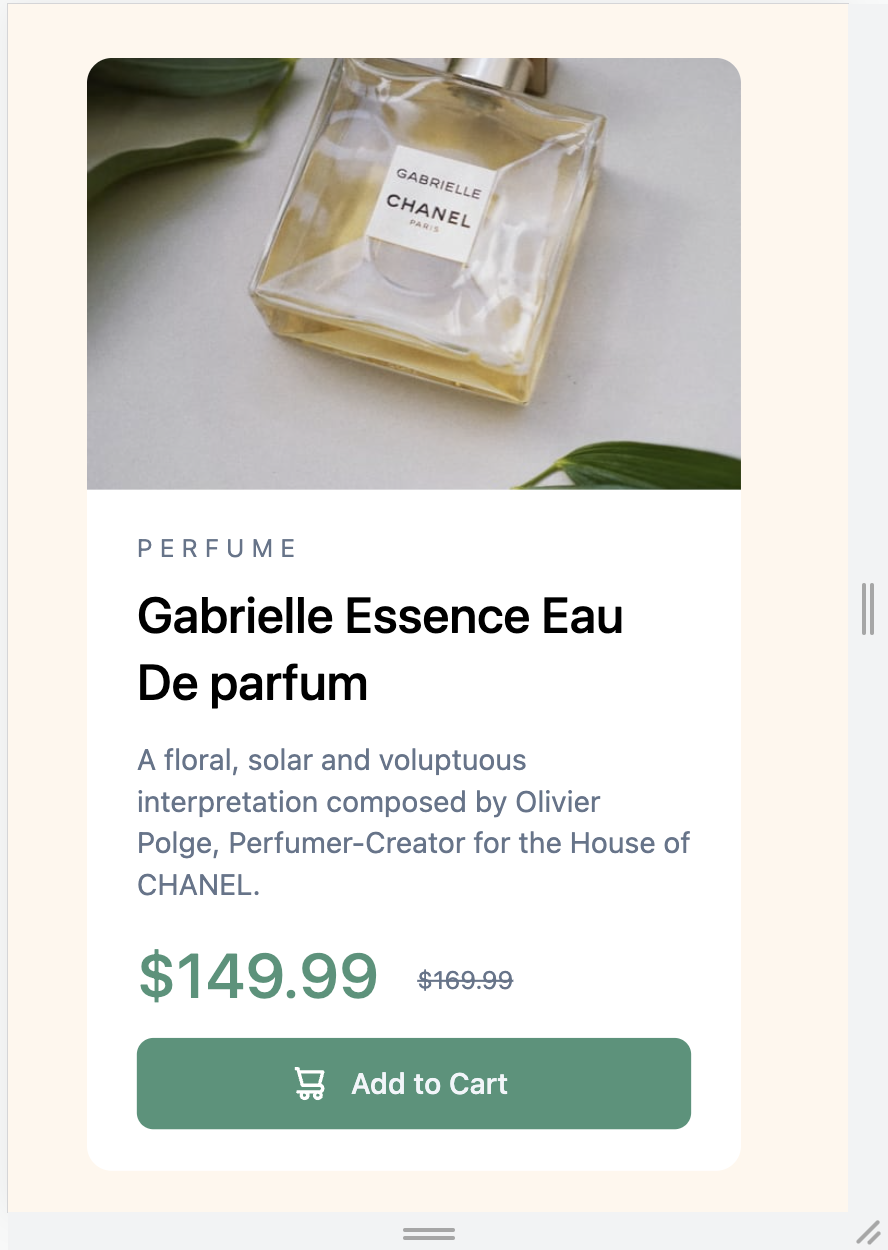 GABRIELLE
CHANEL
PARIS
PERFUME
Gabrielle Essence Eau
De parfum
A floral, solar and voluptuous
interpretation composed by Olivier
Polge, Perfumer-Creator for the House of
CHANEL.
$149.99 $169.99
Add to Cart